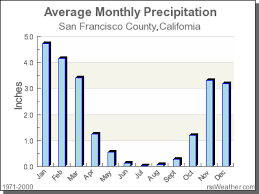 Average Monthly Precipitation
San Francisco County,California
Inches
5.0
4.0
3.0
2.0
1.0
0.0
Jan Feb Mar Apr May Jun Jul Aug Sept Oct Nov Dec
1971-2000 rssWeather.com